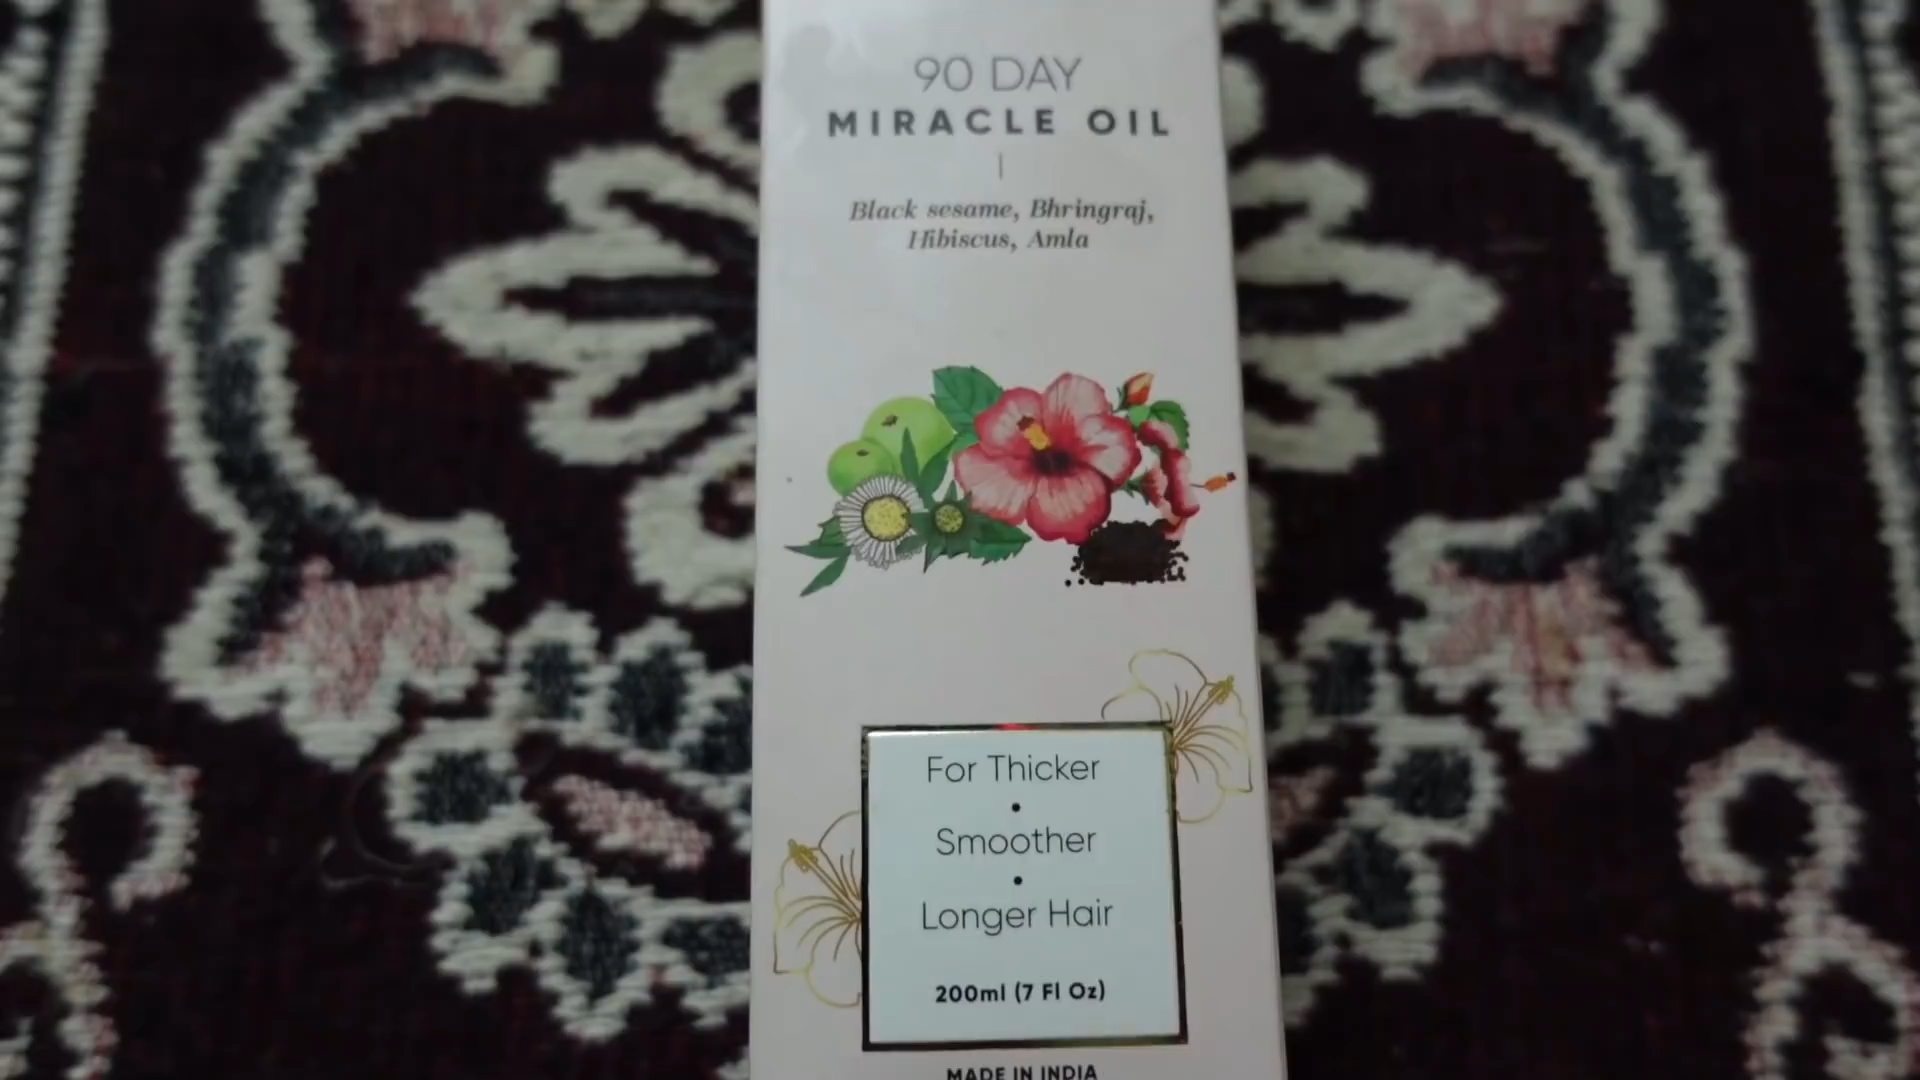 90 DAY
MIRACLE OIL
Black sesame, Bhringraj,
Hibiscus, Amla
For Thicker
•
Smoother
•
Longer Hair
200ml (7 Fl Oz)
MADE IN INDIA